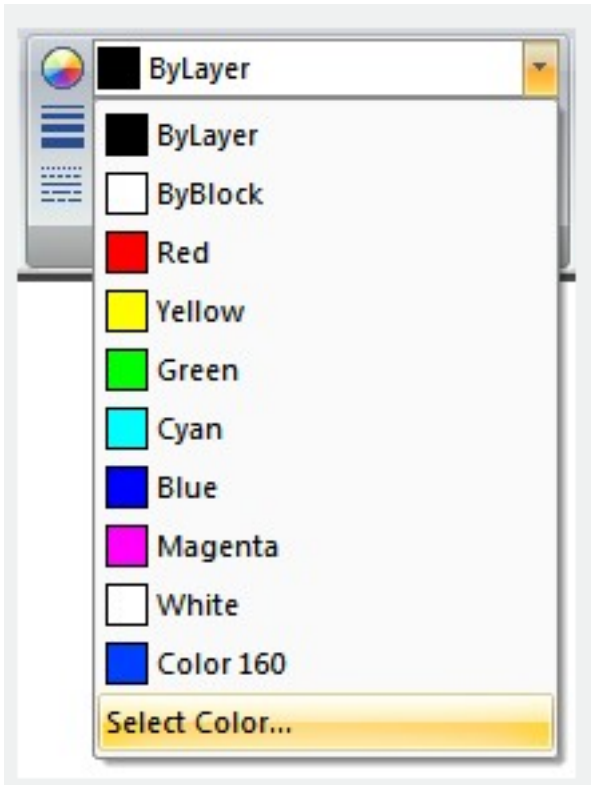 ByLayer
ByLayer
ByBlock
Red
Yellow
Green
Cyan
Blue
Magenta
White
Color 160
Select Color...